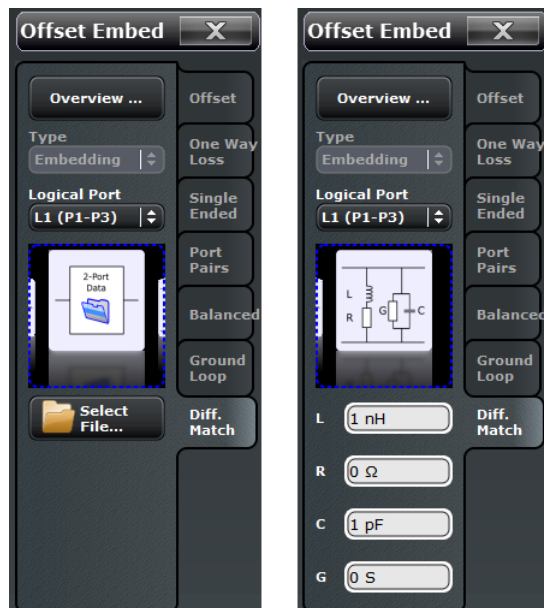 Offset Embed
X
Overview ...
Type
Embedding
Logical Port
L1 (P1-P3)
2-Port
Data
Select
File...
Offset
One Way
Loss
Single
Ended
Port
Pairs
Balanced
Ground
Loop
Diff.
Match
Offset Embed
X
Overview ...
Type
Embedding
Logical Port
L1 (P1-P3)
L
R
G
C
L 1 nH
R 0 Ω
C 1 pF
G 0 S
Offset
One Way
Loss
Single
Ended
Port
Pairs
Balanced
Ground
Loop
Diff.
Match